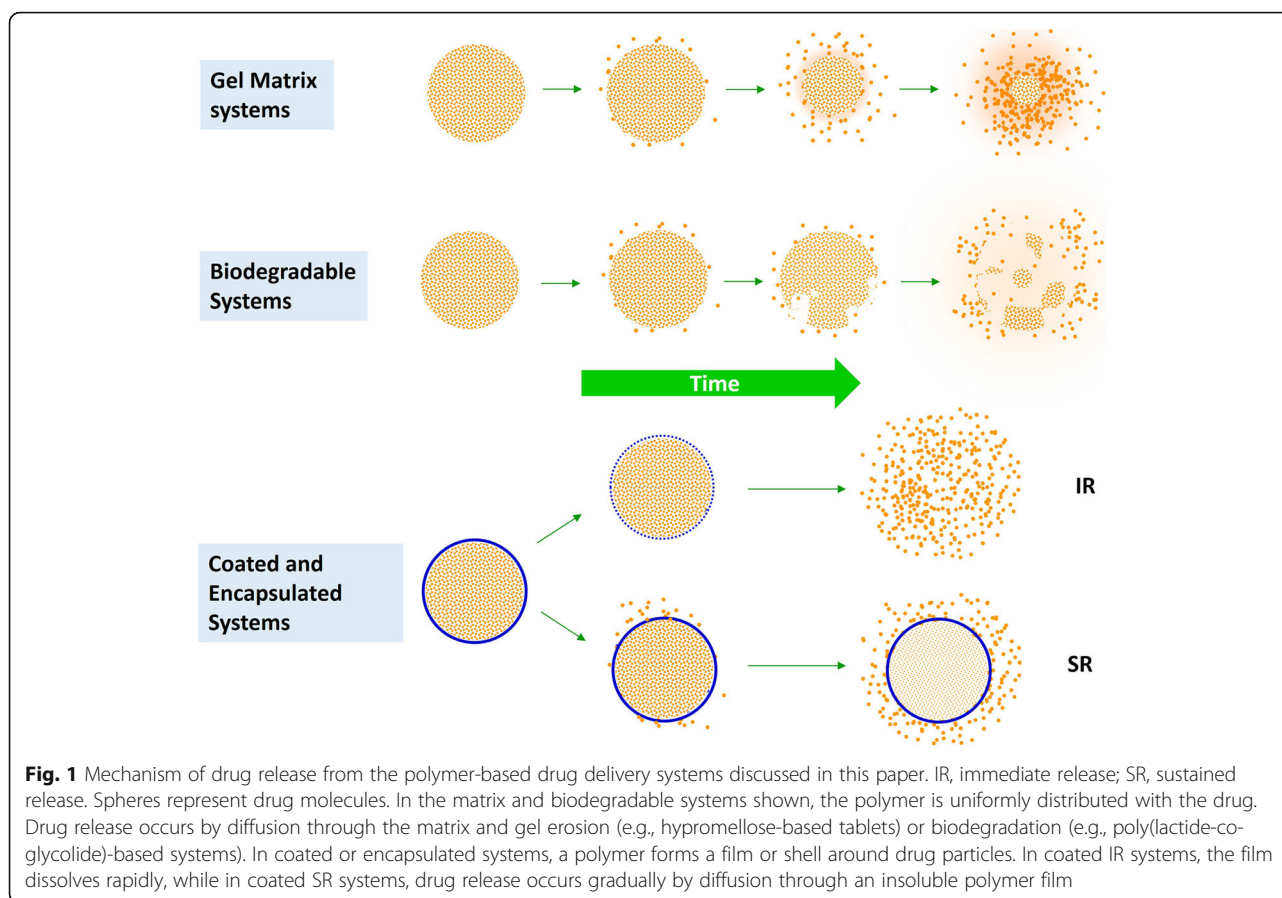 Gel Matrix
systems
Biodegradable
Systems
Time
IR
Coated and
Encapsulated
Systems
SR
Fig. 1 Mechanism of drug release from the polymer-based drug delivery systems discussed in this paper. IR, immediate release; SR, sustained
release. Spheres represent drug molecules. In the matrix and biodegradable systems shown, the polymer is uniformly distributed with the drug.
Drug release occurs by diffusion through the matrix and gel erosion (e.g., hypromellose-based tablets) or biodegradation (e.g., poly(lactide-co-
glycolide)-based systems). In coated or encapsulated systems, a polymer forms a film or shell around drug particles. In coated IR systems, the film
dissolves rapidly, while in coated SR systems, drug release occurs gradually by diffusion through an insoluble polymer film